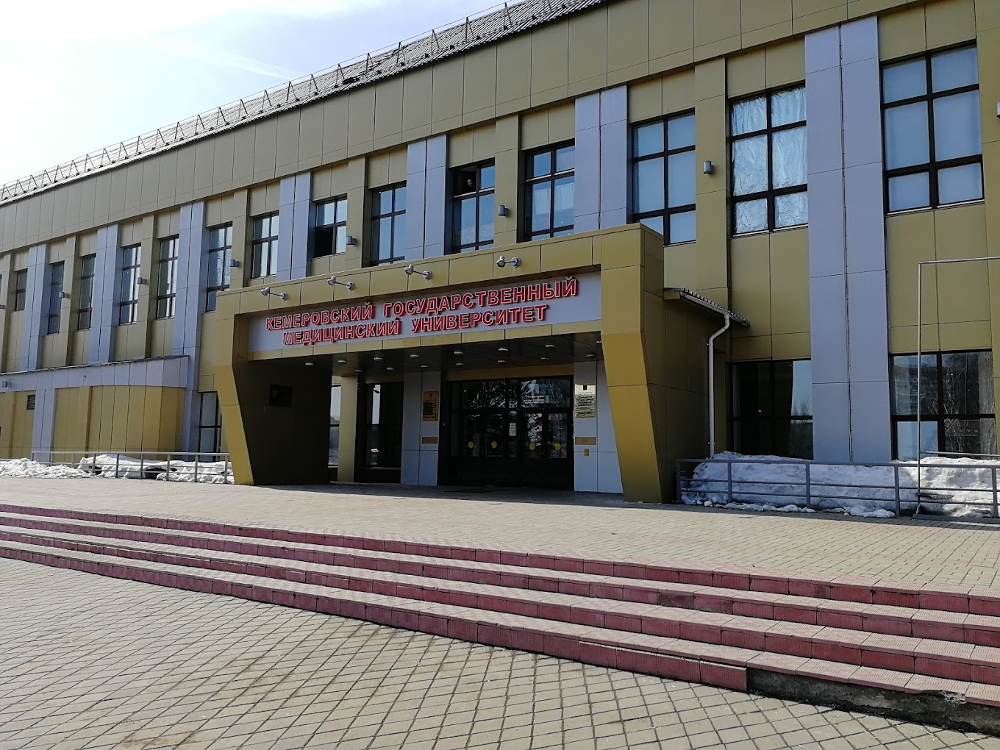 КЕМЕРОВСКИЙ ГОСУДАРСТВЕННЫЙ
МЕДИЦИНСКИЙ УНИВЕРСИТЕТ